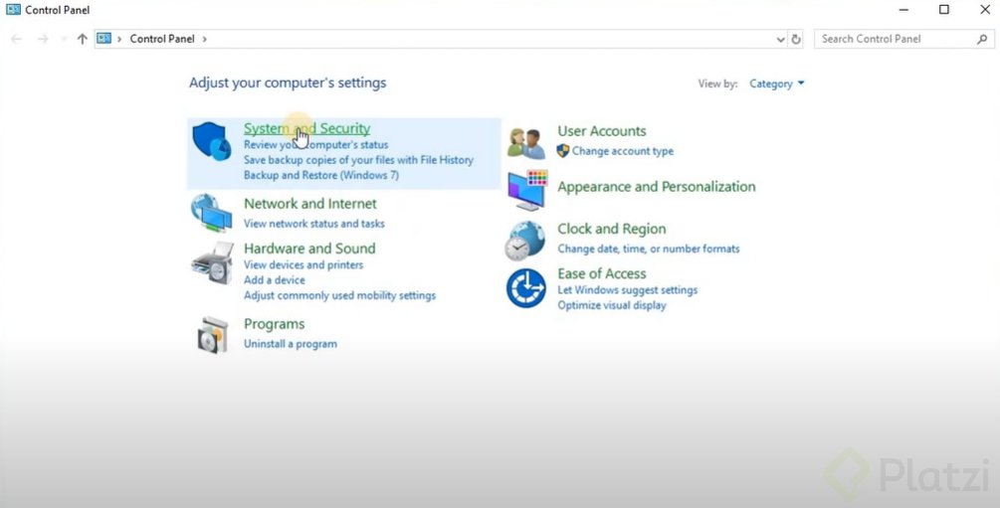 Control Panel
Control Panel
Search Control Panel
Adjust your computer's settings
View by: Category
System and Security
Review your computer's status
Save backup copies of your files with File History
Backup and Restore (Windows 7)
Network and Internet
View network status and tasks
Hardware and Sound
View devices and printers
Add a device
Adjust commonly used mobility settings
Programs
Uninstall a program
User Accounts
Change account type
Appearance and Personalization
Clock and Region
Change date, time, or number formats
Ease of Access
Let Windows suggest settings
Optimize visual display
Platzi